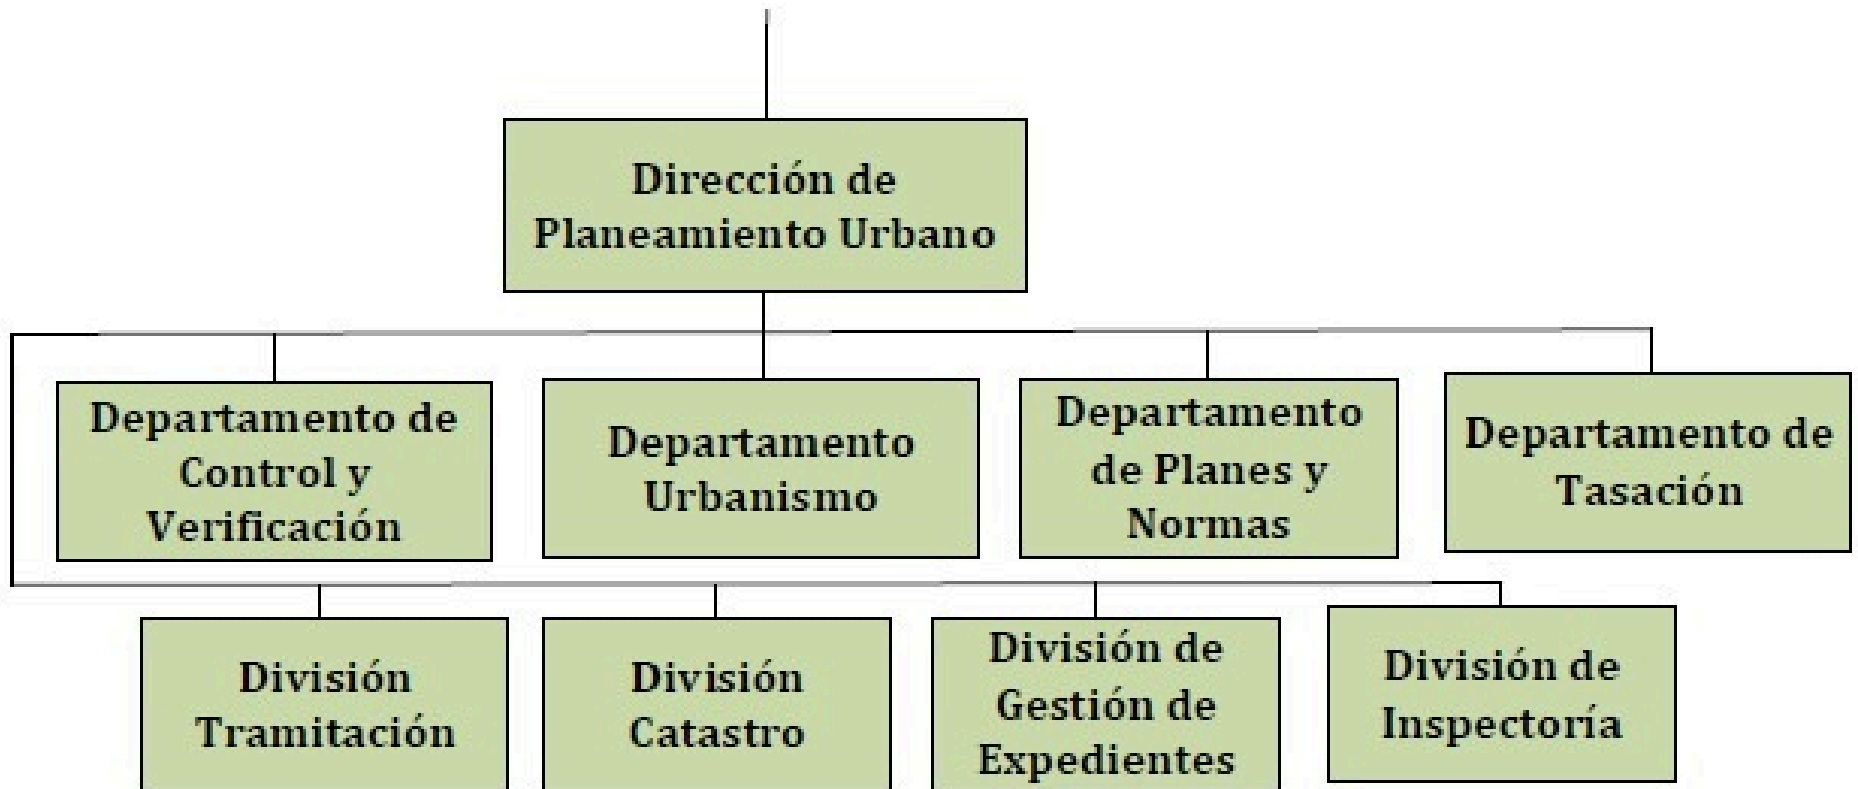 Dirección de
Planeamiento Urbano
Departamento de
Control y
Verificación
Departamento
Urbanismo
Departamento
de Planes y
Normas
Departamento de
Tasación
División
Tramitación
División
Catastro
División de
Gestión de
Expedientes
División de
Inspectoría